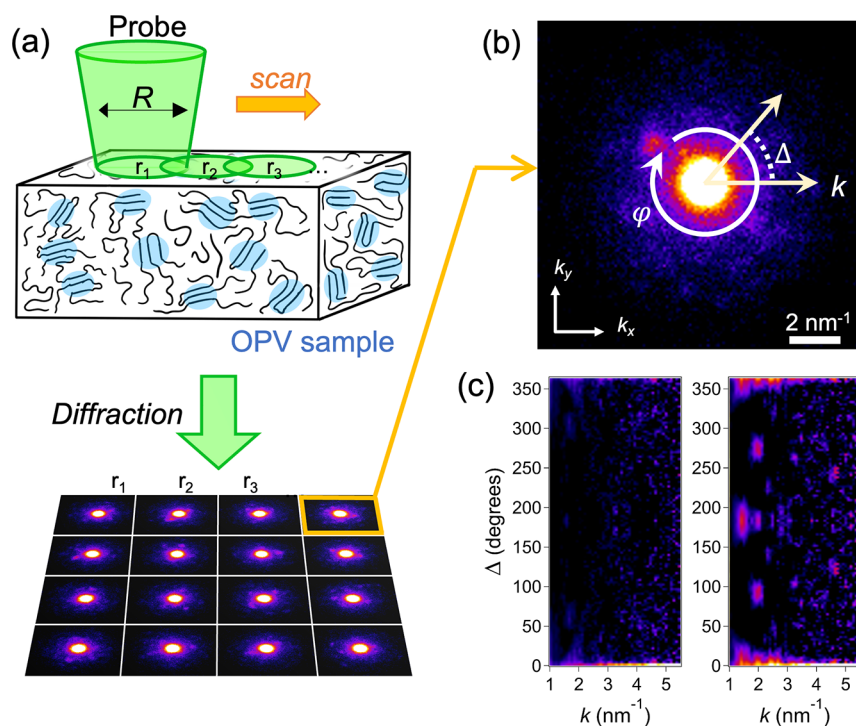 (a)
Probe
R
scan
r₁ r₂ r₃ ...
OPV sample
Diffraction
r₁ r₂ r₃
(b)
Δ
k
φ
k_y
k_x
2 nm⁻¹
(c)
Δ (degrees)
350
300
250
200
150
100
50
0
1 2 3 4 5
k (nm⁻¹)
350
300
250
200
150
100
50
0
1 2 3 4 5
k (nm⁻¹)